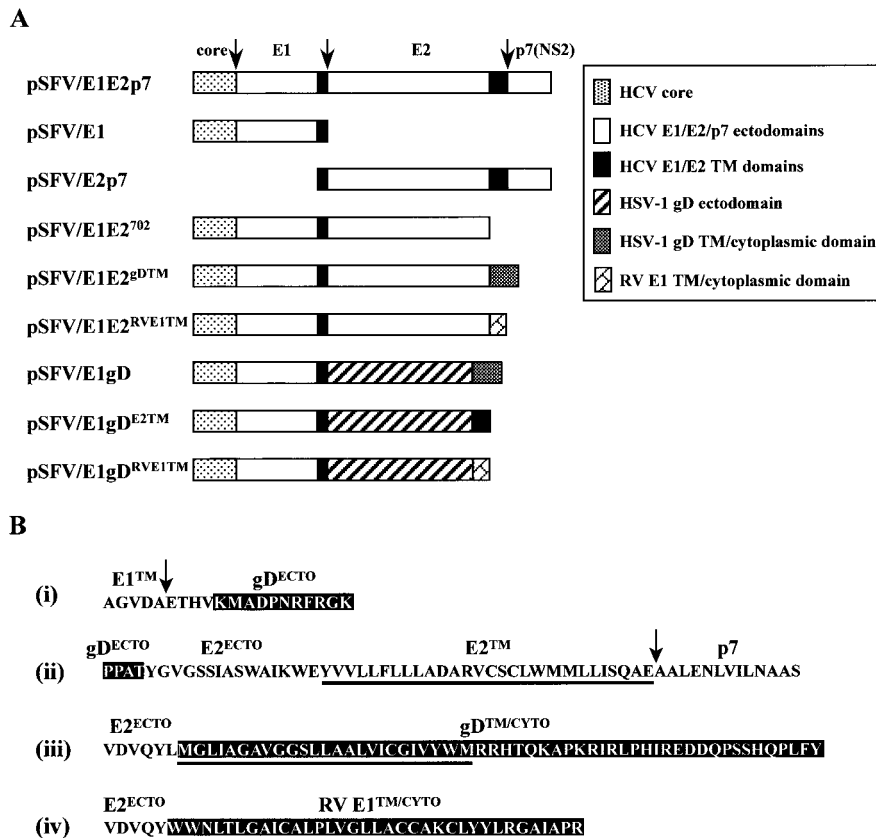 A
core E1 E2 p7(NS2)
pSFV/E1E2p7
pSFV/E1
pSFV/E2p7
pSFV/E1E2⁷⁰²
pSFV/E1E2ᵍᴰᵀᴹ
pSFV/E1E2ᴿⱽᴱ¹ᵀᴹ
pSFV/E1gD
pSFV/E1gDᴱ²ᵀᴹ
pSFV/E1gDᴿⱽᴱ¹ᵀᴹ
HCV core
HCV E1/E2/p7 ectodomains
HCV E1/E2 TM domains
HSV-1 gD ectodomain
HSV-1 gD TM/cytoplasmic domain
RV E1 TM/cytoplasmic domain
B
E1ᵀᴹ gDᴱᶜᵀᴼ
(i) AGVDAETHVKMADPNRFRGK
gDᴱᶜᵀᴼ E2ᴱᶜᵀᴼ E2ᵀᴹ p7
(ii) PPATYGVGSSIASWAIKWEYVVLLFLLLADARVCSCLWMMLLISQAEAALENLVILNAAS
E2ᴱᶜᵀᴼ gDᵀᴹ/ᶜʸᵀᴼ
(iii) VDVQYLMGLIAGAVGGSLLAALVICGIVYWMRRHTQKAPKRIRLPHIREDDQPSSHQPLFY
E2ᴱᶜᵀᴼ RV E1ᵀᴹ/ᶜʸᵀᴼ
(iv) VDVQYWWNLTLGAICALPLVGLLACCAKCLYYLRGAIAPR